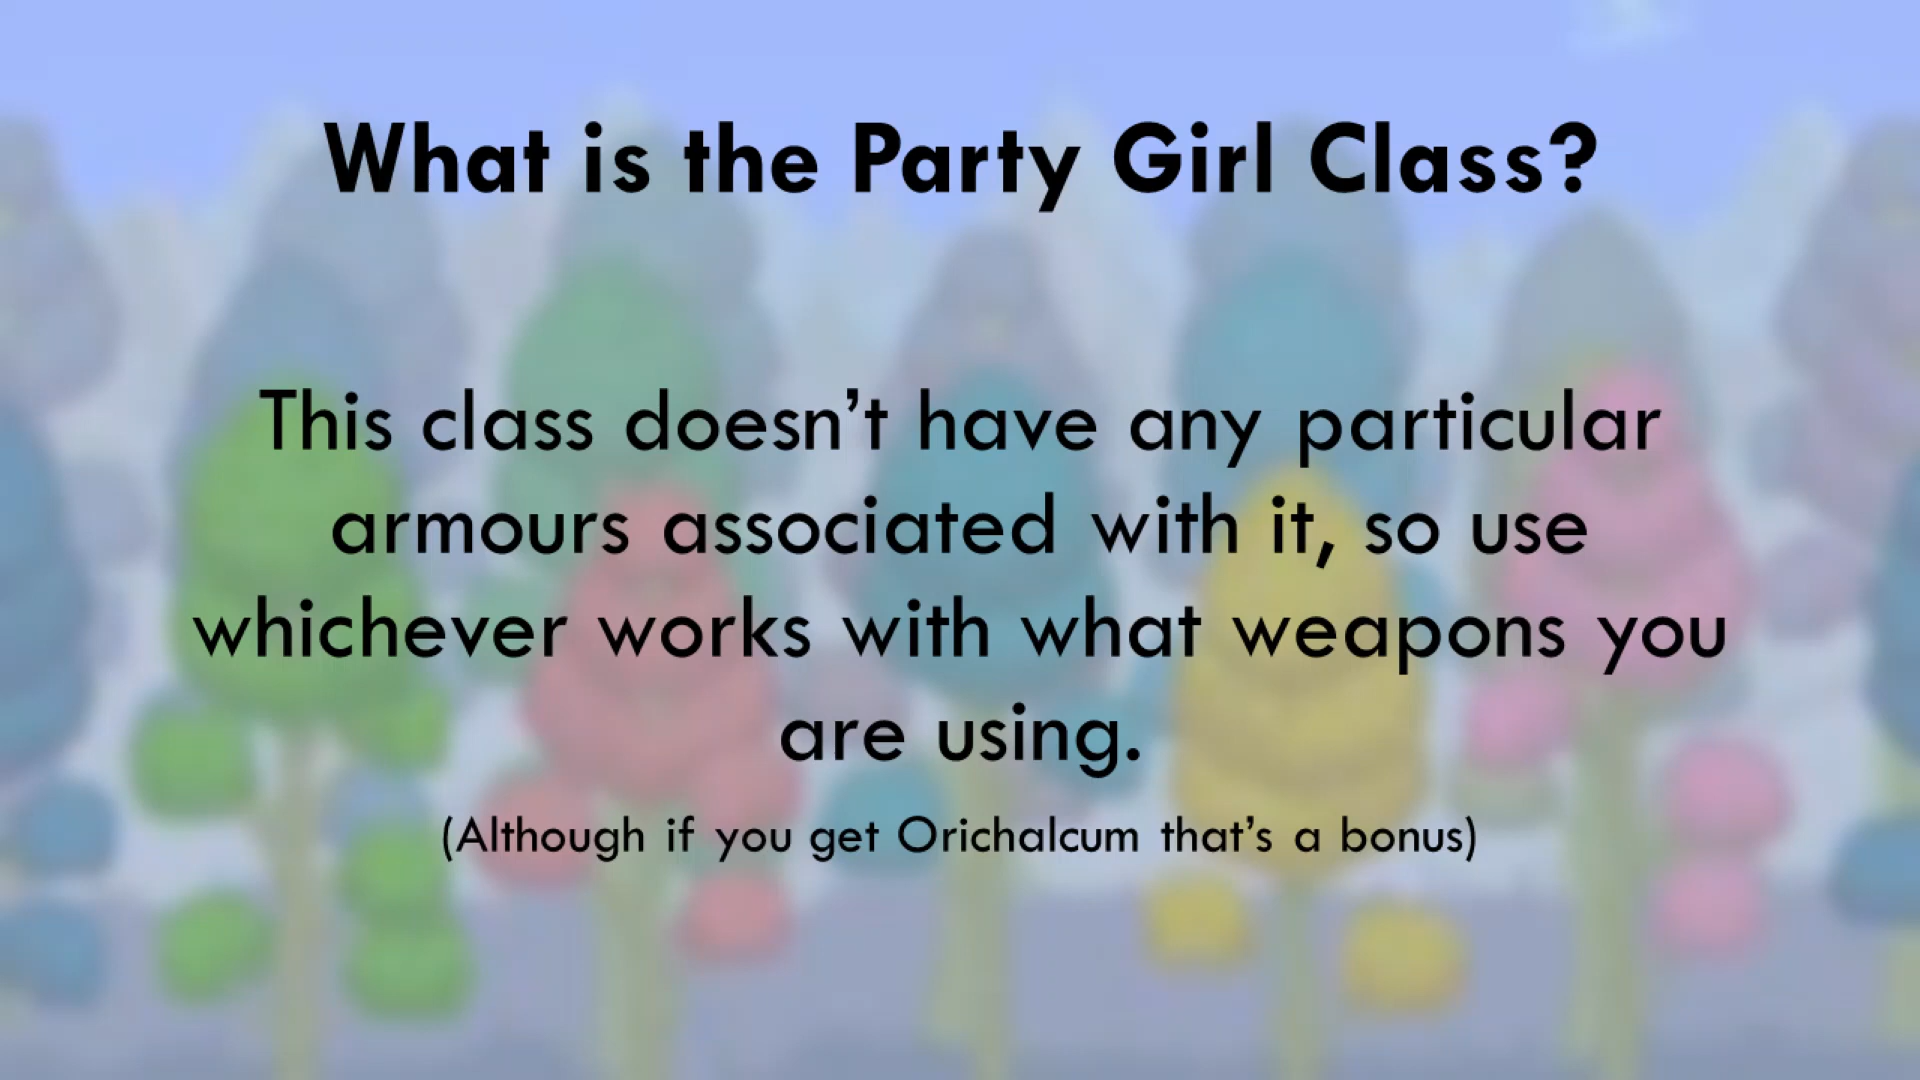 What is the Party Girl Class?
This class doesn’t have any particular
armours associated with it, so use
whichever works with what weapons you
are using.
(Although if you get Orichalcum that’s a bonus)